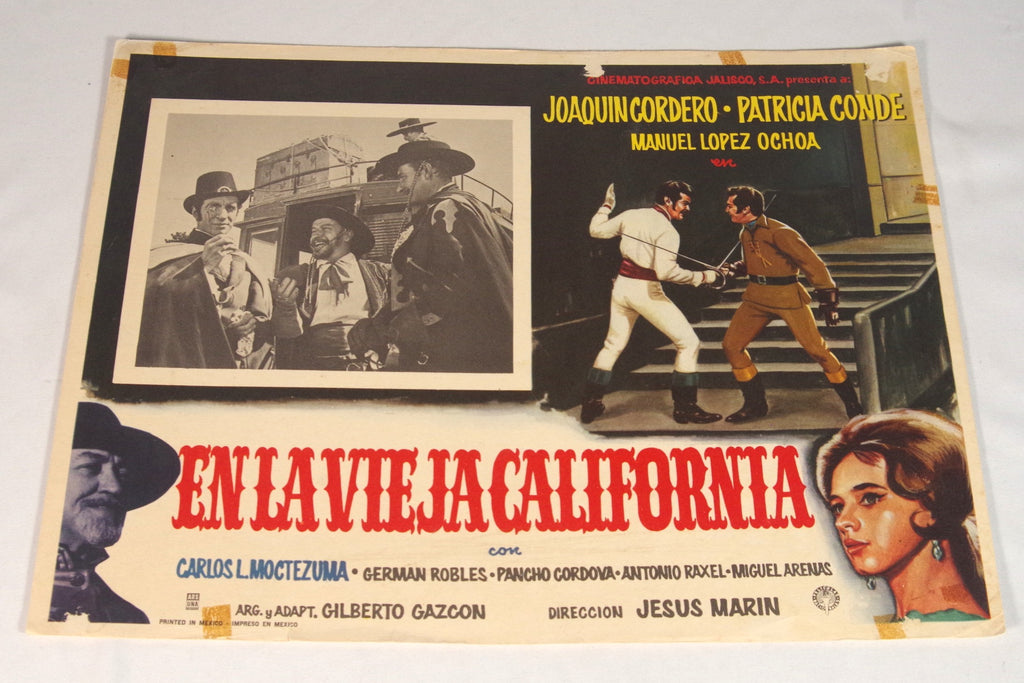 CINEMATOGRAFICA JALISCO, S.A. presenta a:
JOAQUIN CORDERO • PATRICIA CONDE
MANUEL LOPEZ OCHOA
en
EN LA VIEJA CALIFORNIA
con
CARLOS L. MOCTEZUMA • GERMAN ROBLES • PANCHO CORDOVA • ANTONIO RAXEL • MIGUEL ARENAS
ARG. y ADAPT. GILBERTO GAZCON DIRECCION JESUS MARIN
PRINTED IN MEXICO - IMPRESO EN MEXICO